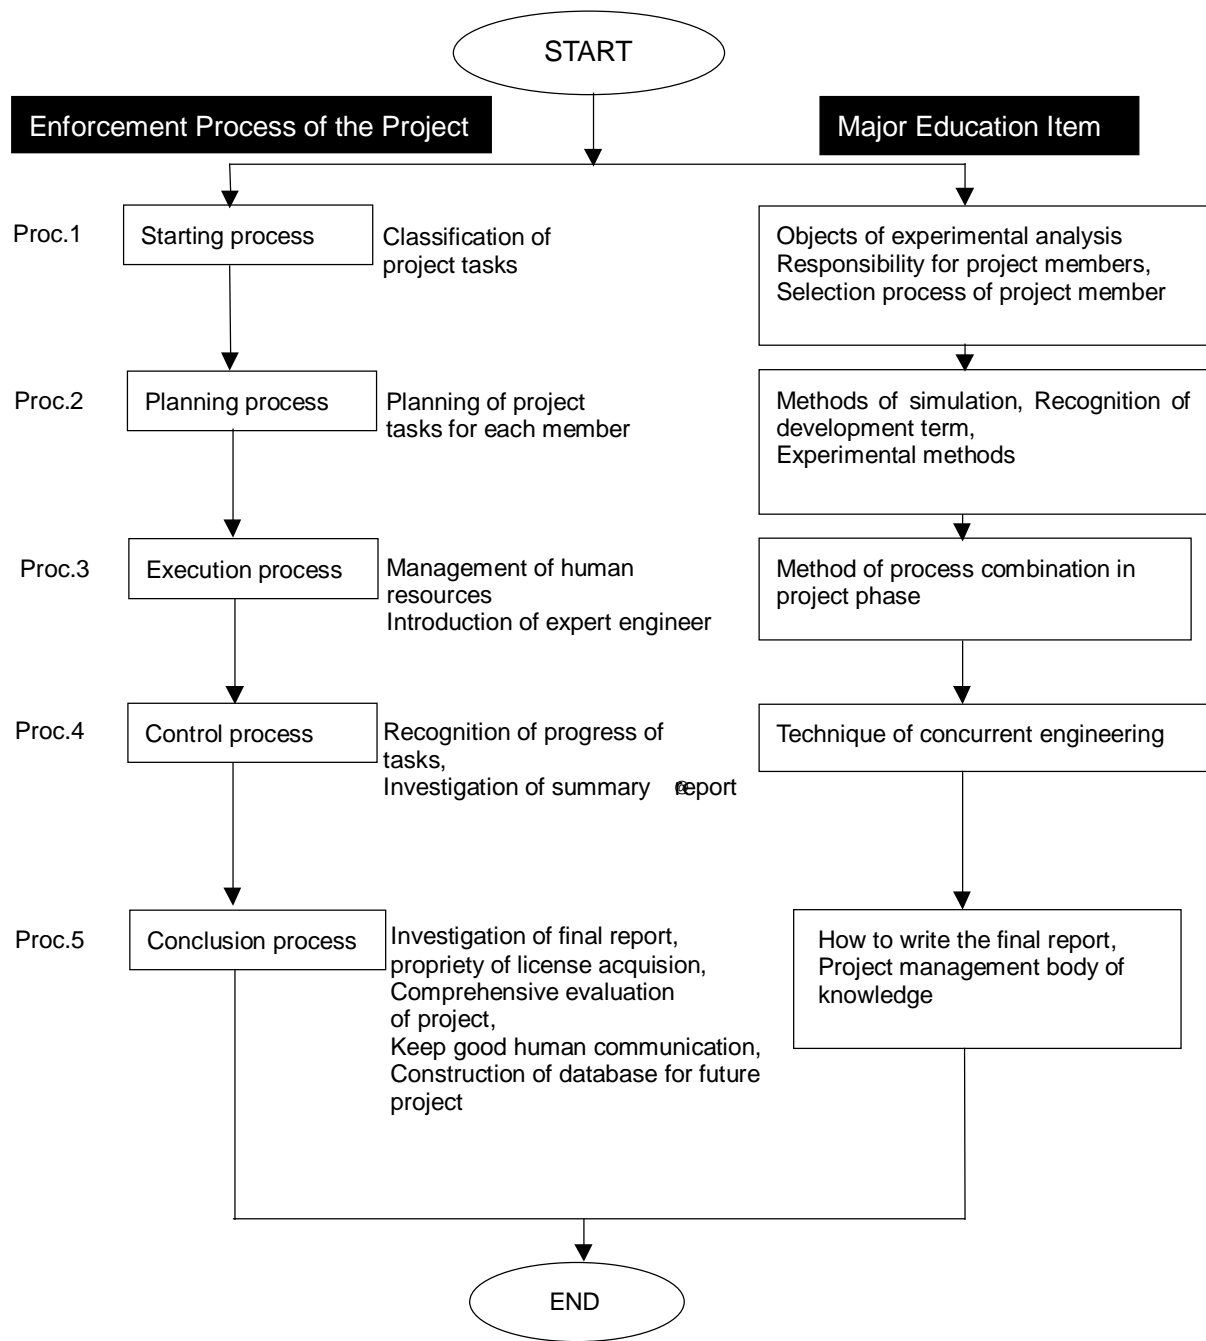 START
Enforcement Process of the Project
Major Education Item
Proc.1
Starting process
Classification of
project tasks
Objects of experimental analysis
Responsibility for project members,
Selection process of project member
Proc.2
Planning process
Planning of project
tasks for each member
Methods of simulation, Recognition of
development term,
Experimental methods
Proc.3
Execution process
Management of human
resources
Introduction of expert engineer
Method of process combination in
project phase
Proc.4
Control process
Recognition of progress of
tasks,
Investigation of summary report
Technique of concurrent engineering
Proc.5
Conclusion process
Investigation of final report,
propriety of license acquision,
Comprehensive evaluation
of project,
Keep good human communication,
Construction of database for future
project
How to write the final report,
Project management body of
knowledge
END